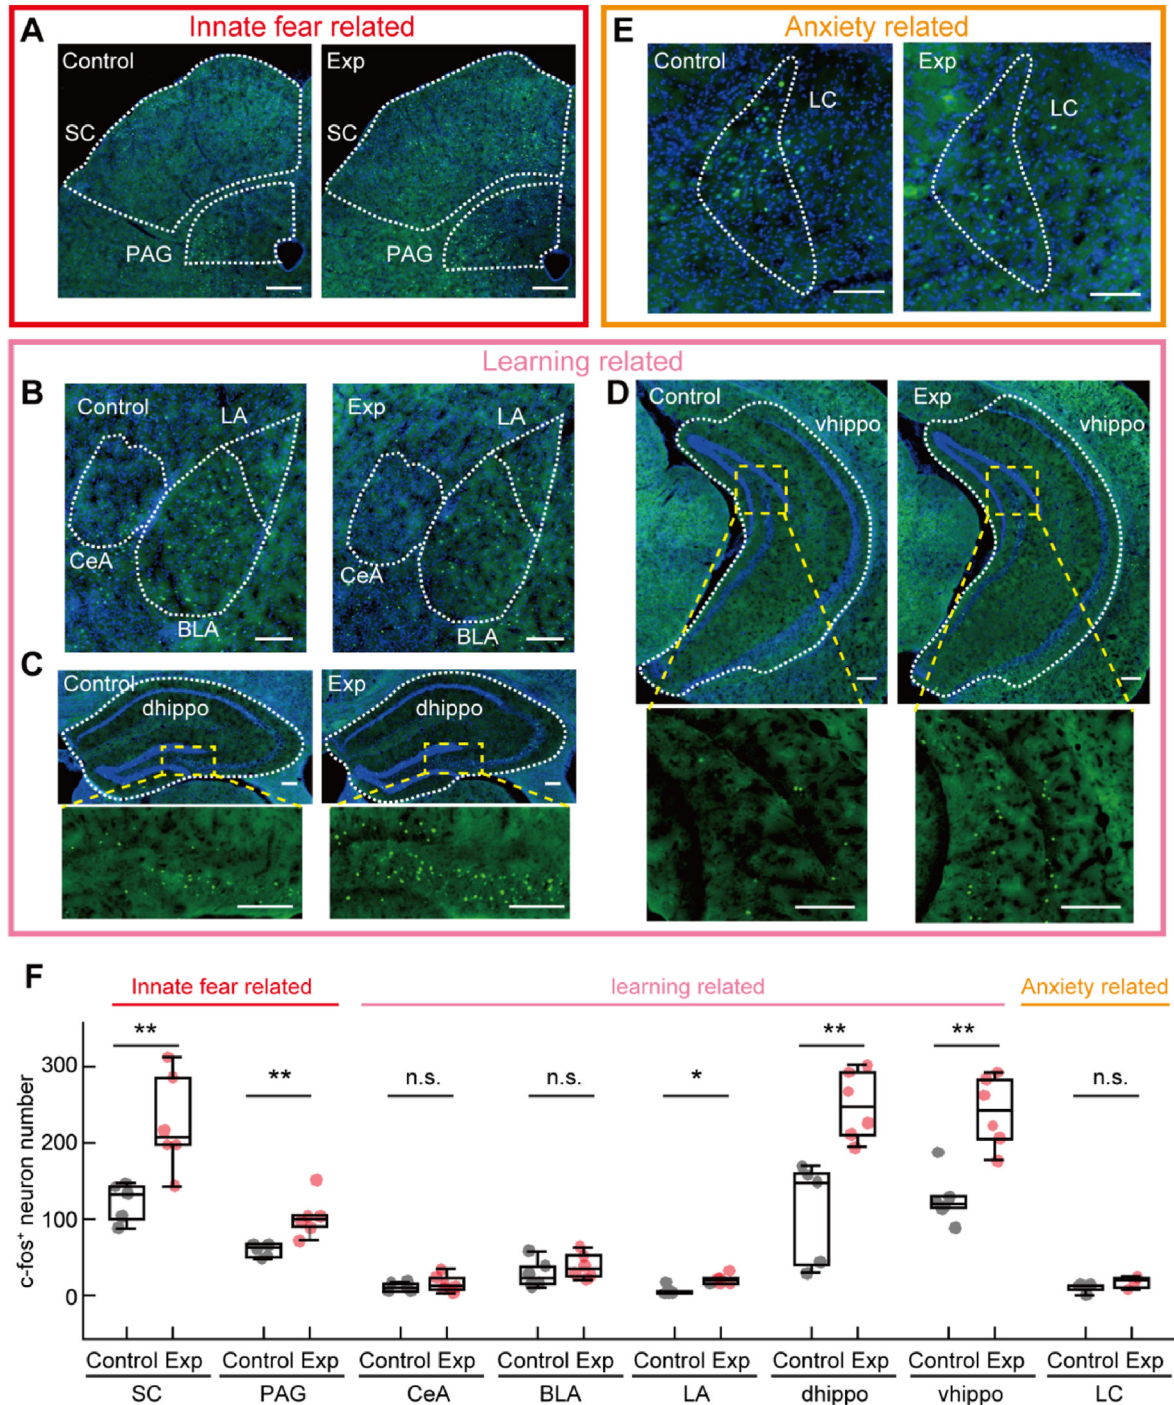 A
Innate fear related
Control
Exp
SC
SC
PAG
PAG
E
Anxiety related
Control
Exp
LC
LC
Learning related
B
Control
LA
CeA
BLA
Exp
LA
CeA
BLA
C
Control
dhippo
Exp
dhippo
D
Control
vhippo
Exp
vhippo
F
Innate fear related
learning related
Anxiety related
c-fos⁺ neuron number
300
200
100
0
**
**
n.s.
n.s.
*
**
**
n.s.
Control Exp Control Exp Control Exp Control Exp Control Exp Control Exp Control Exp Control Exp
SC PAG CeA BLA LA dhippo vhippo LC